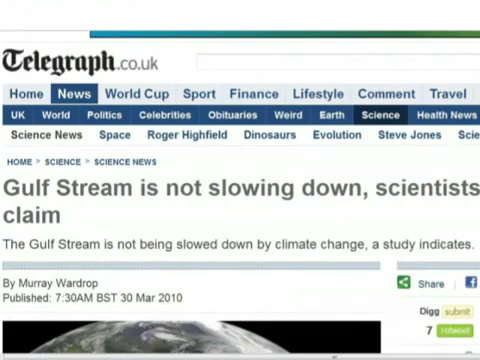 Telegraph.co.uk
Home News World Cup Sport Finance Lifestyle Comment Travel
UK World Politics Celebrities Obituaries Weird Earth Science Health News
Science News Space Roger Highfield Dinosaurs Evolution Steve Jones
HOME > SCIENCE > SCIENCE NEWS
Gulf Stream is not slowing down, scientists
claim
The Gulf Stream is not being slowed down by climate change, a study indicates.
By Murray Wardrop
Published: 7:30AM BST 30 Mar 2010
Share
Digg submit
7 retweet